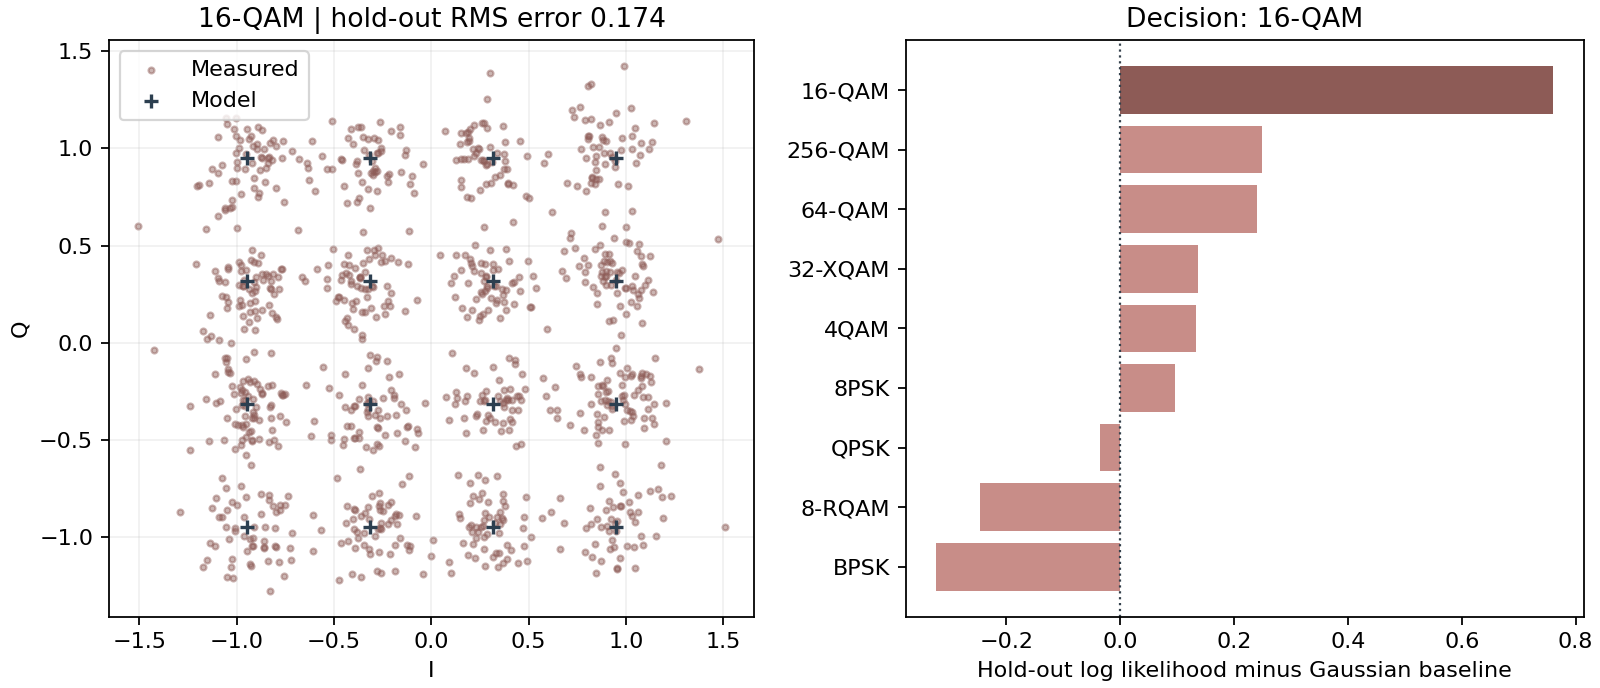 16-QAM | hold-out RMS error 0.174
Measured
Model
1.5
1.0
0.5
0.0
−0.5
−1.0
Q
−1.5
−1.0
−0.5
0.0
0.5
1.0
1.5
I
Decision: 16-QAM
16-QAM
256-QAM
64-QAM
32-XQAM
4QAM
8PSK
QPSK
8-RQAM
BPSK
−0.2
0.0
0.2
0.4
0.6
0.8
Hold-out log likelihood minus Gaussian baseline